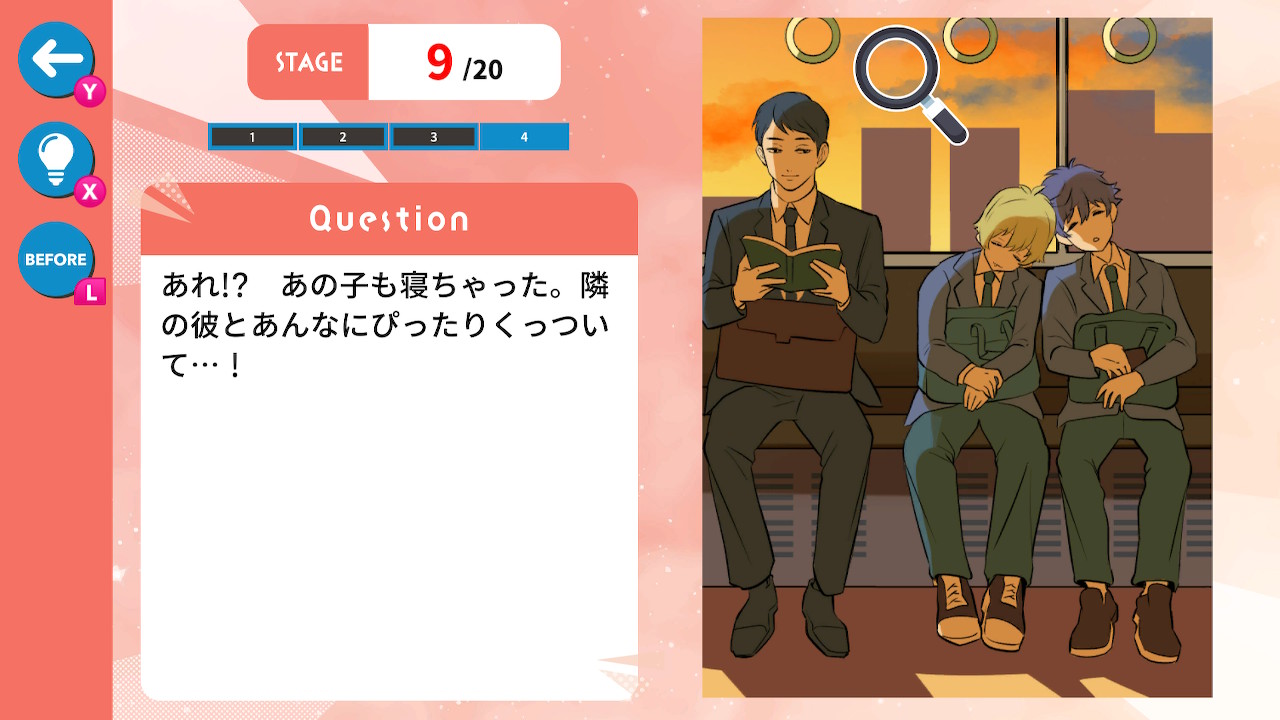 Y
STAGE
9 /20
1 2 3 4
X
Question
BEFORE
L
あれ!?　あの子も寝ちゃった。隣
の彼とあんなにぴったりくっつい
て…！